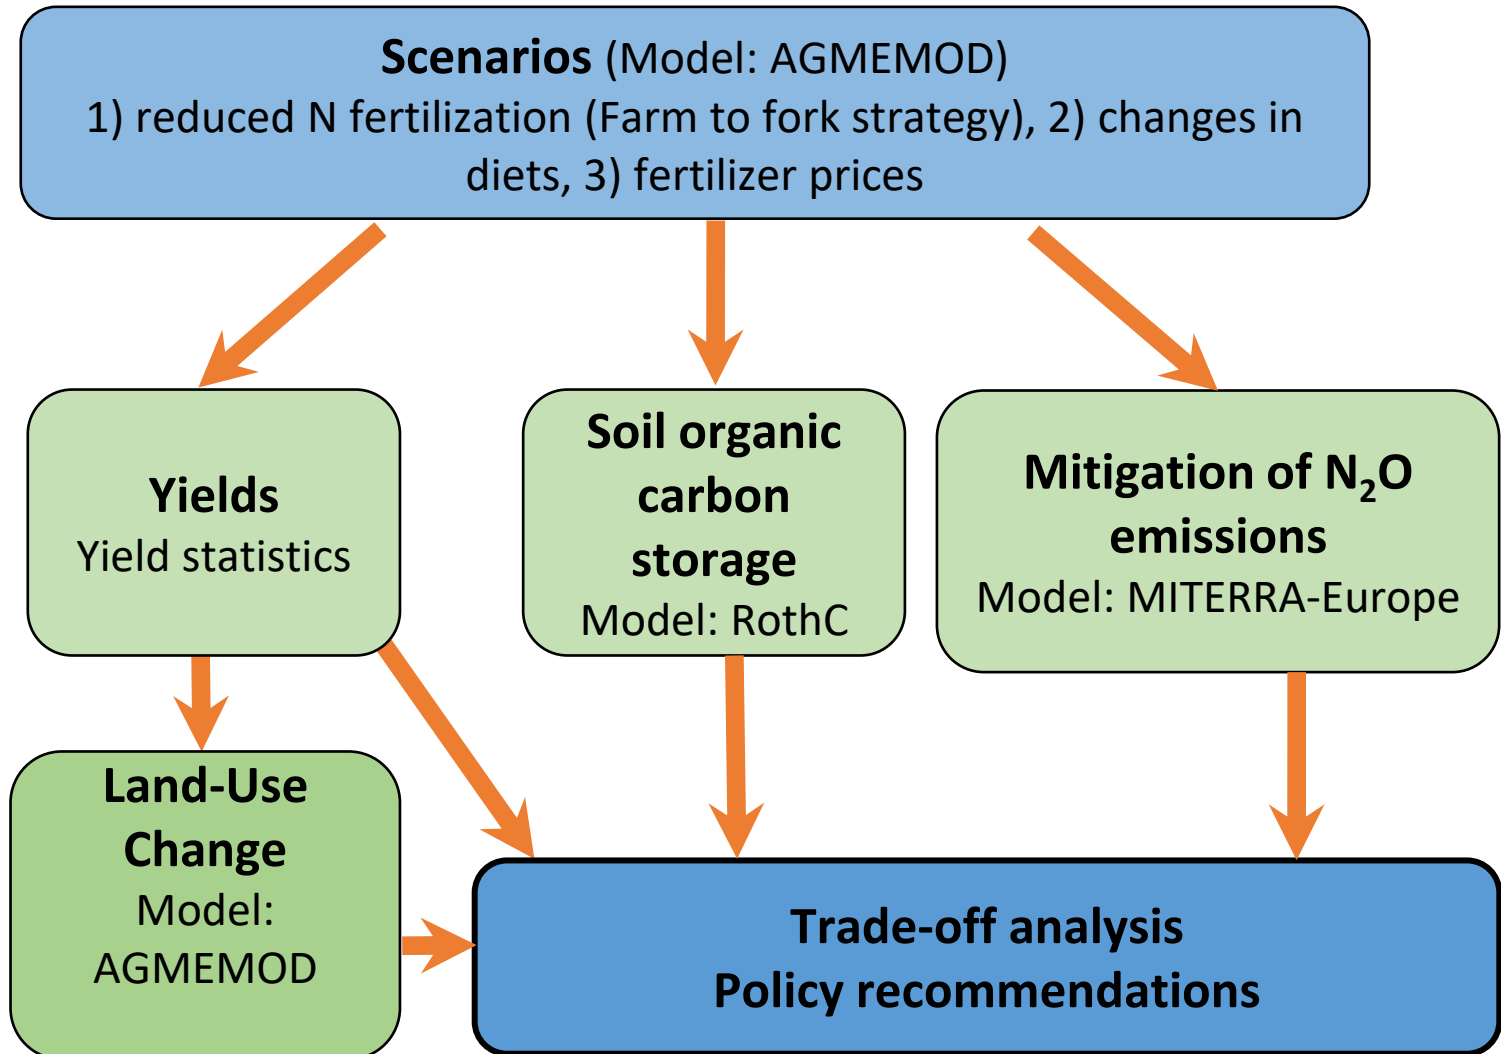 Scenarios (Model: AGMEMOD)
1) reduced N fertilization (Farm to fork strategy), 2) changes in
diets, 3) fertilizer prices
Yields
Yield statistics
Soil organic
carbon
storage
Model: RothC
Mitigation of N₂O
emissions
Model: MITERRA-Europe
Land-Use
Change
Model:
AGMEMOD
Trade-off analysis
Policy recommendations